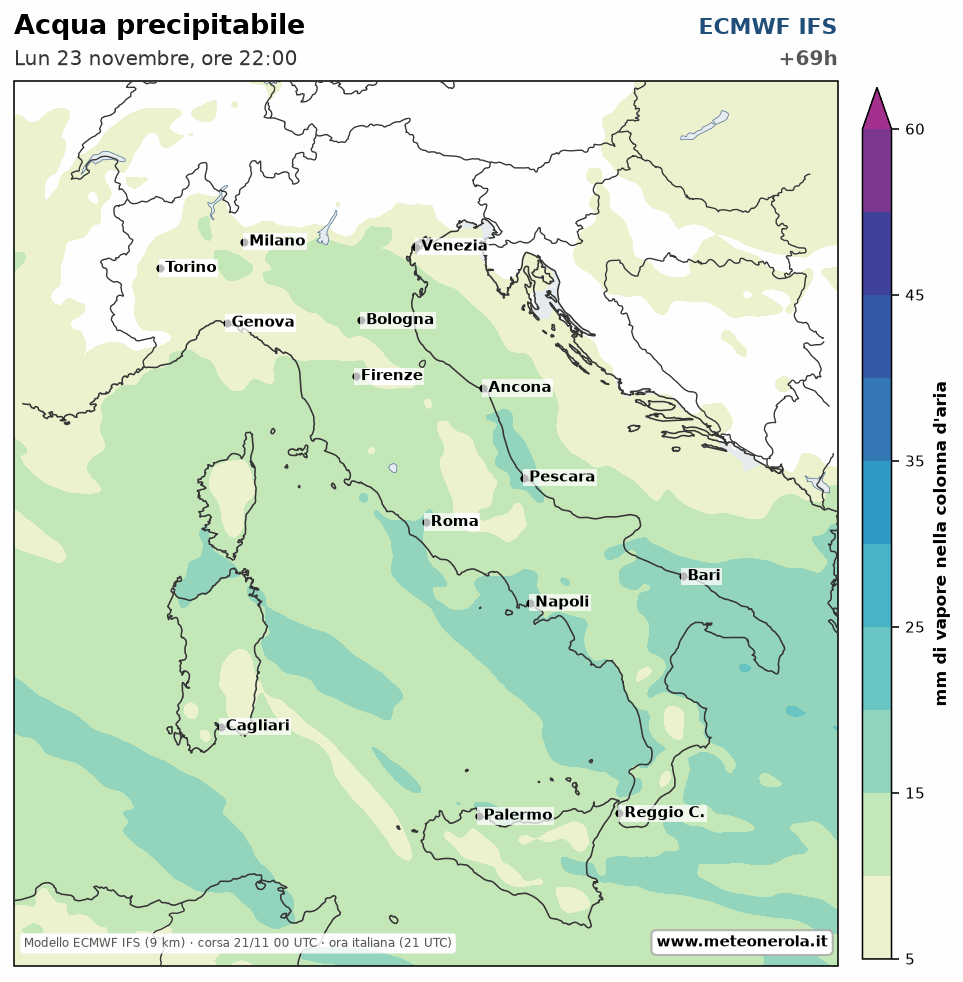 Acqua precipitabile
ECMWF IFS
Lun 23 novembre, ore 22:00
+69h
60
45
35
25
15
5
mm di vapore nella colonna d'aria
Milano
Venezia
Torino
Genova
Bologna
Firenze
Ancona
Pescara
Roma
Bari
Napoli
Cagliari
Palermo
Reggio C.
Modello ECMWF IFS (9 km) · corsa 21/11 00 UTC · ora italiana (21 UTC)
www.meteonerola.it